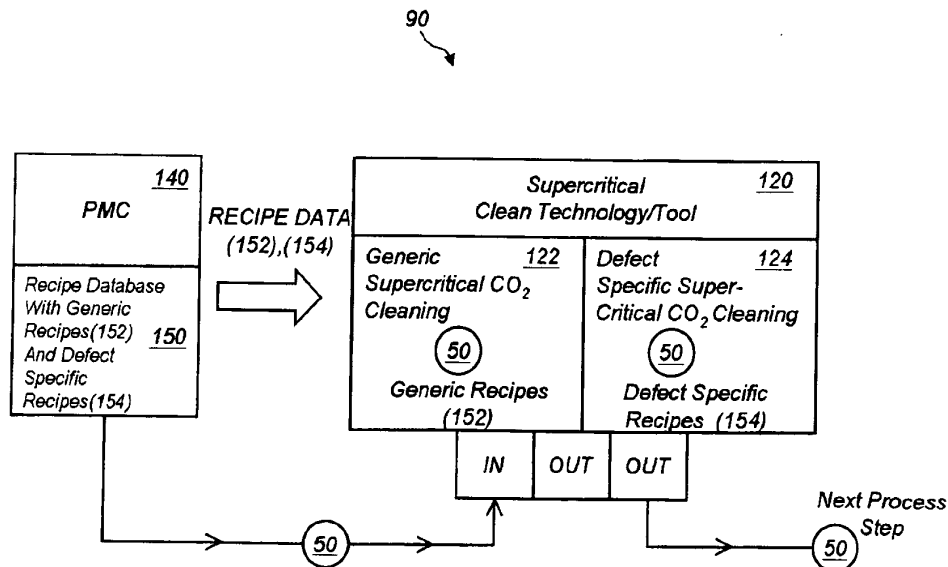 90
140
PMC
Recipe Database
With Generic
Recipes(152)
150
And Defect
Specific
Recipes(154)
RECIPE DATA
(152),(154)
Supercritical
120
Clean Technology/Tool
Generic
122
Supercritical CO2
Cleaning
50
Generic Recipes
(152)
Defect
124
Specific Super-
Critical CO2 Cleaning
50
Defect Specific
Recipes (154)
IN
OUT
OUT
50
Next Process
Step
50